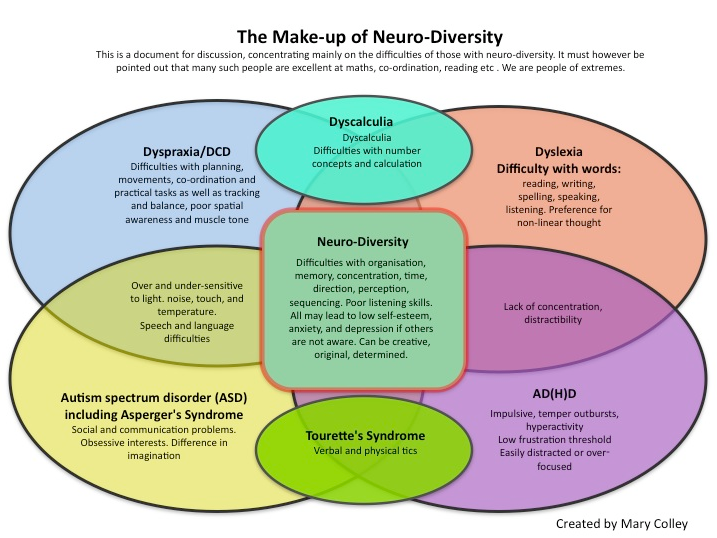 The Make-up of Neuro-Diversity
This is a document for discussion, concentrating mainly on the difficulties of those with neuro-diversity. It must however be
pointed out that many such people are excellent at maths, co-ordination, reading etc . We are people of extremes.
Dyscalculia
Dyscalculia
Difficulties with number
concepts and calculation
Dyspraxia/DCD
Difficulties with planning,
movements, co-ordination and
practical tasks as well as tracking
and balance, poor spatial
awareness and muscle tone
Dyslexia
Difficulty with words:
reading, writing,
spelling, speaking,
listening. Preference for
non-linear thought
Neuro-Diversity
Difficulties with organisation,
memory, concentration, time,
direction, perception,
sequencing. Poor listening skills.
All may lead to low self-esteem,
anxiety, and depression if others
are not aware. Can be creative,
original, determined.
Over and under-sensitive
to light. noise, touch, and
temperature.
Speech and language
difficulties
Lack of concentration,
distractibility
Autism spectrum disorder (ASD)
including Asperger's Syndrome
Social and communication problems.
Obsessive interests. Difference in
imagination
Tourette's Syndrome
Verbal and physical tics
AD(H)D
Impulsive, temper outbursts,
hyperactivity
Low frustration threshold
Easily distracted or over-
focused
Created by Mary Colley